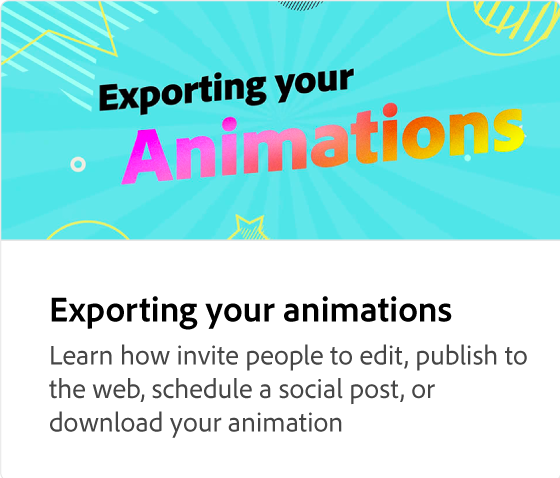 Exporting your
Animations
Exporting your animations
Learn how invite people to edit, publish to
the web, schedule a social post, or
download your animation